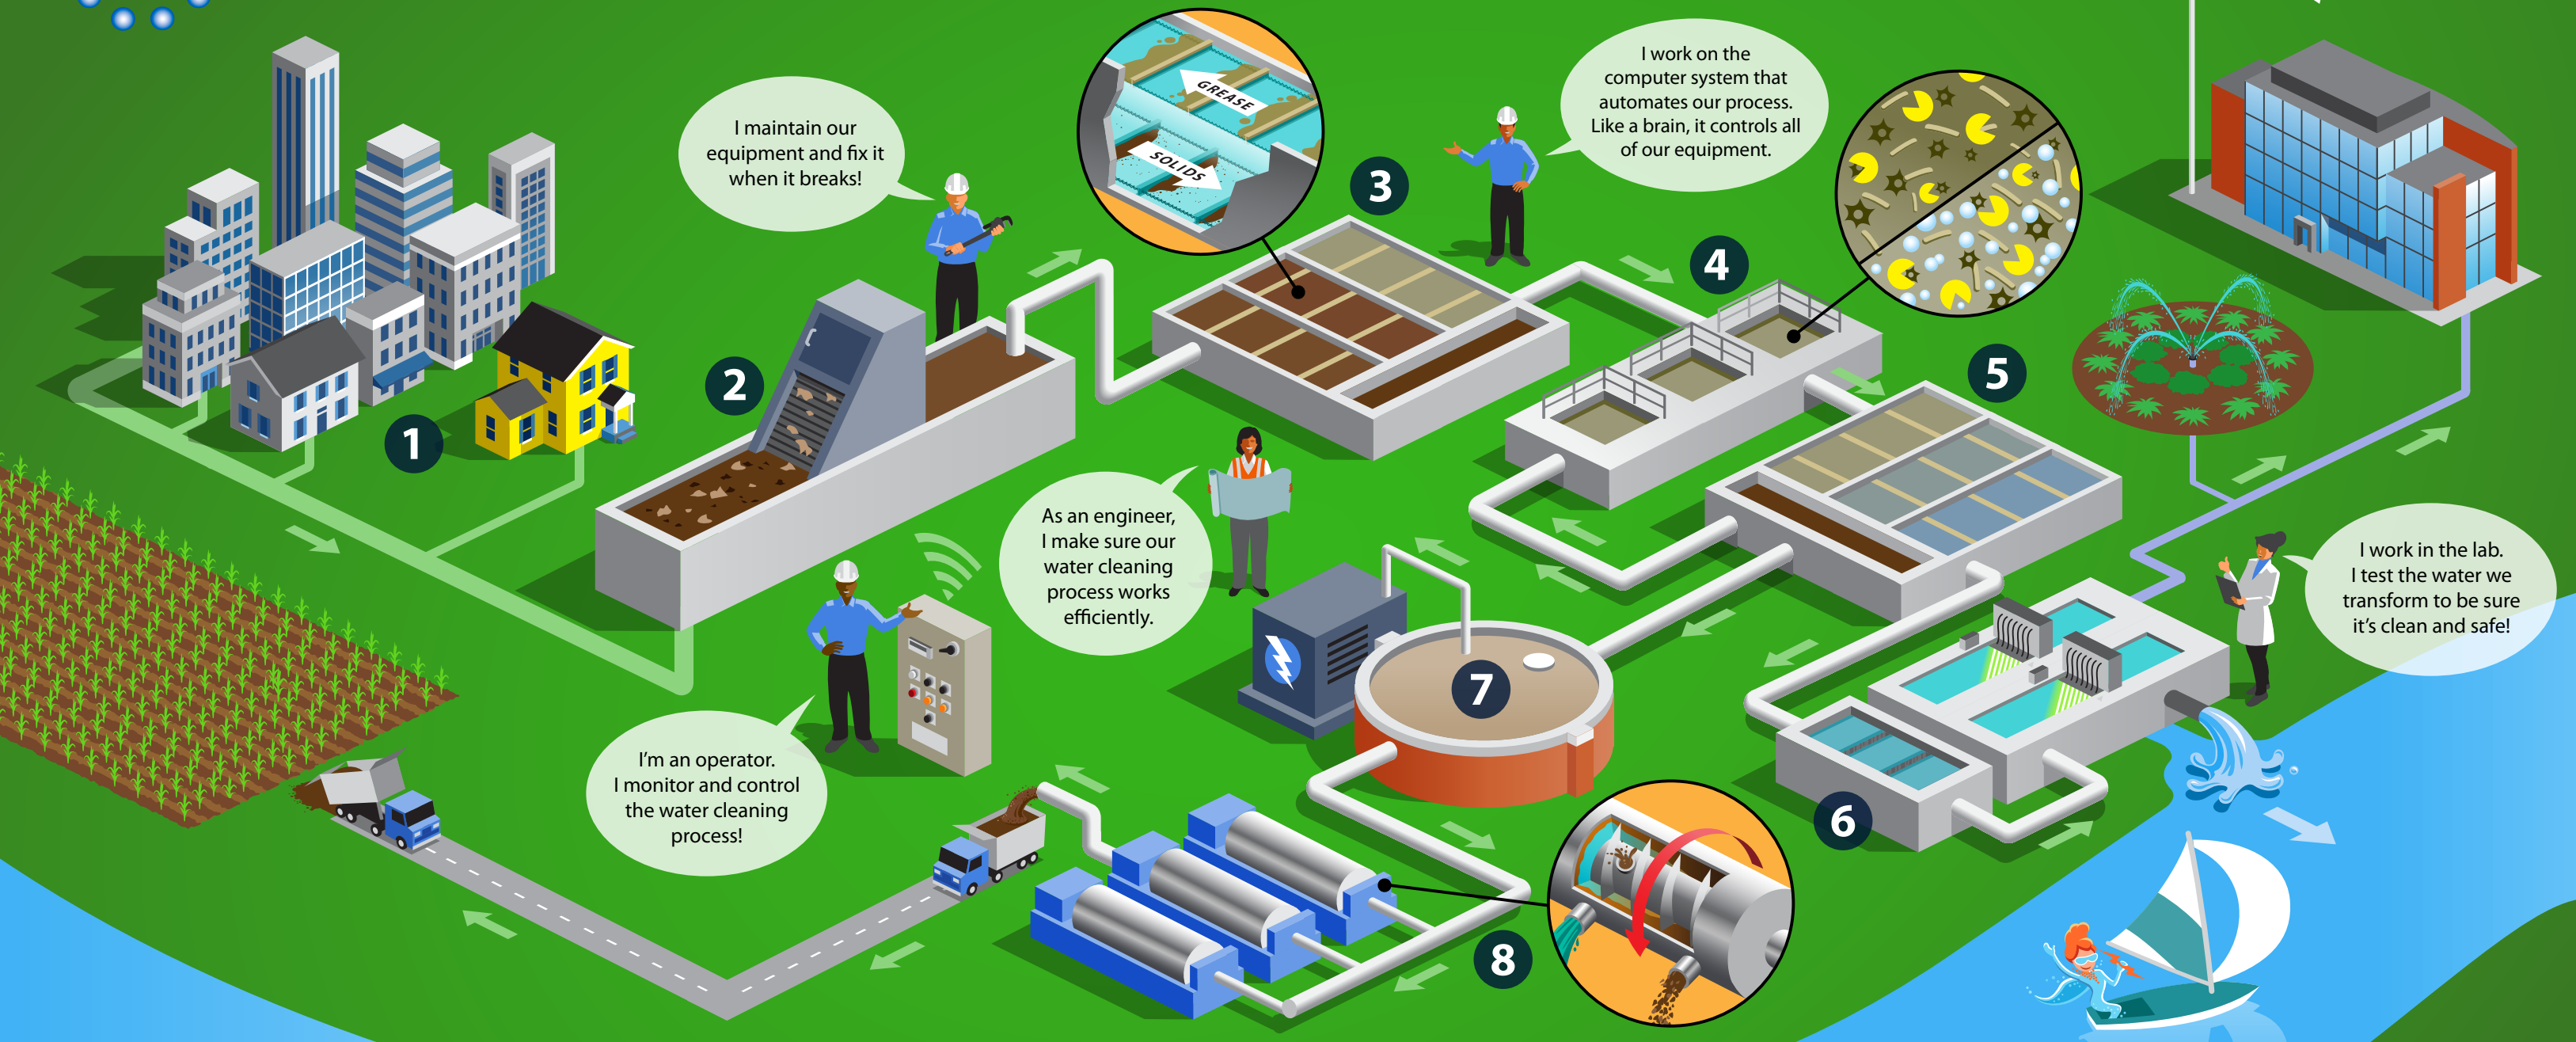 I maintain our
equipment and fix it
when it breaks!
GREASE
SOLIDS
3
I work on the
computer system that
automates our process.
Like a brain, it controls all
of our equipment.
4
2
5
1
As an engineer,
I make sure our
water cleaning
process works
efficiently.
I work in the lab.
I test the water we
transform to be sure
it's clean and safe!
7
I'm an operator.
I monitor and control
the water cleaning
process!
6
8